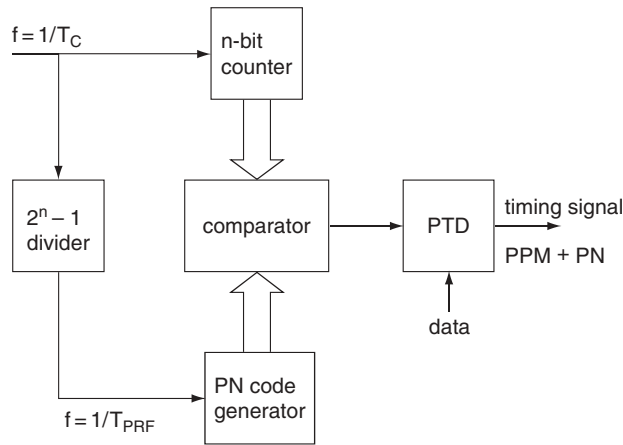 f = 1/T_C
n-bit
counter
2^n – 1
divider
comparator
PTD
timing signal
PPM + PN
data
PN code
generator
f = 1/T_PRF